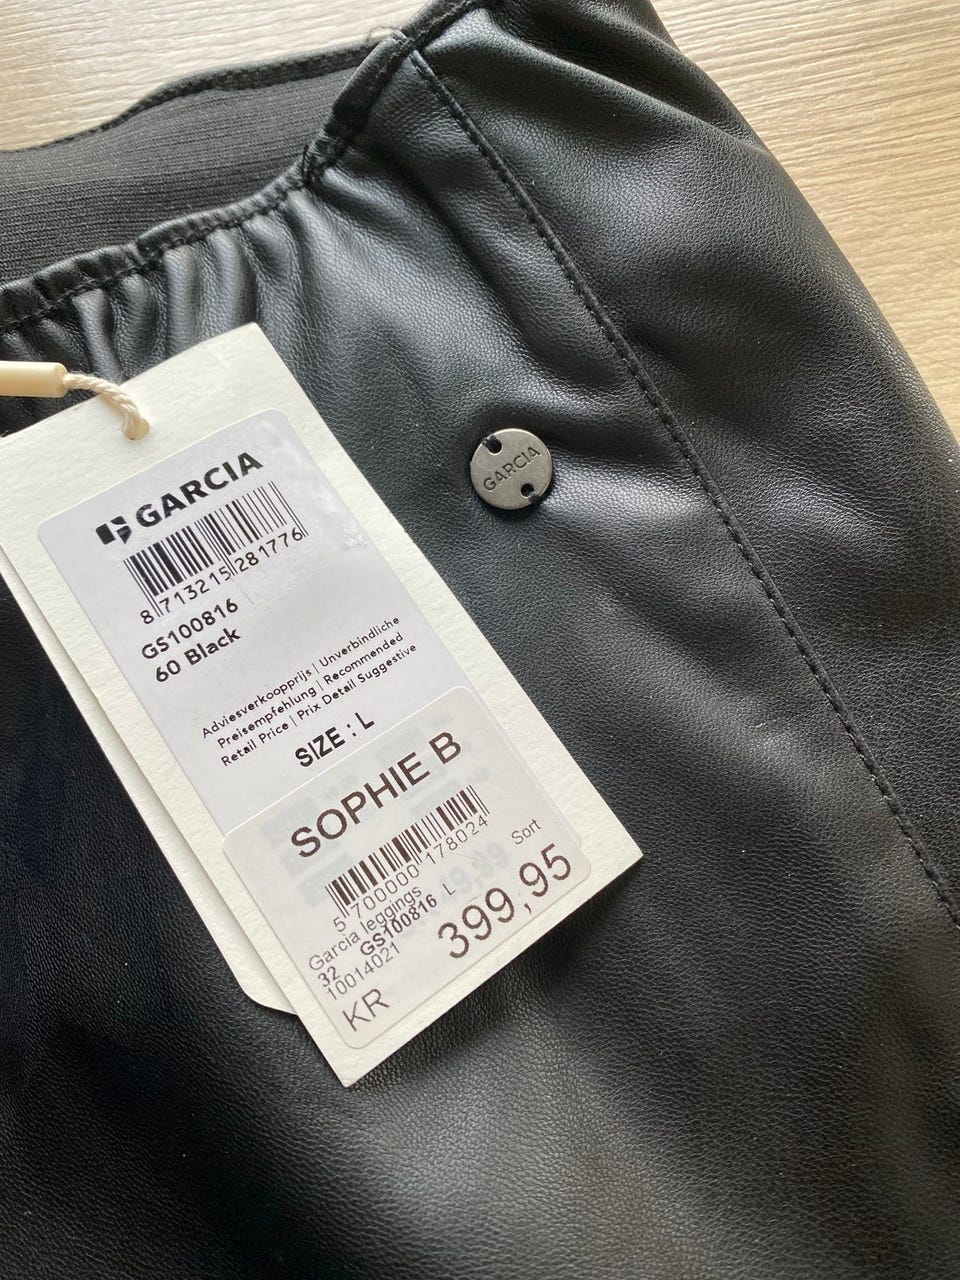 GARCIA
GARCIA
8 713215 281776
GS100816
60 Black
Adviesverkoopprijs | Unverbindliche
Preisempfehlung | Recommended
Retail Price | Prix Detail Suggestive
SIZE : L
SOPHIE B
5 700000 178024
Sort
Garcia leggings
32 GS100816 L
10014021
399,95
KR